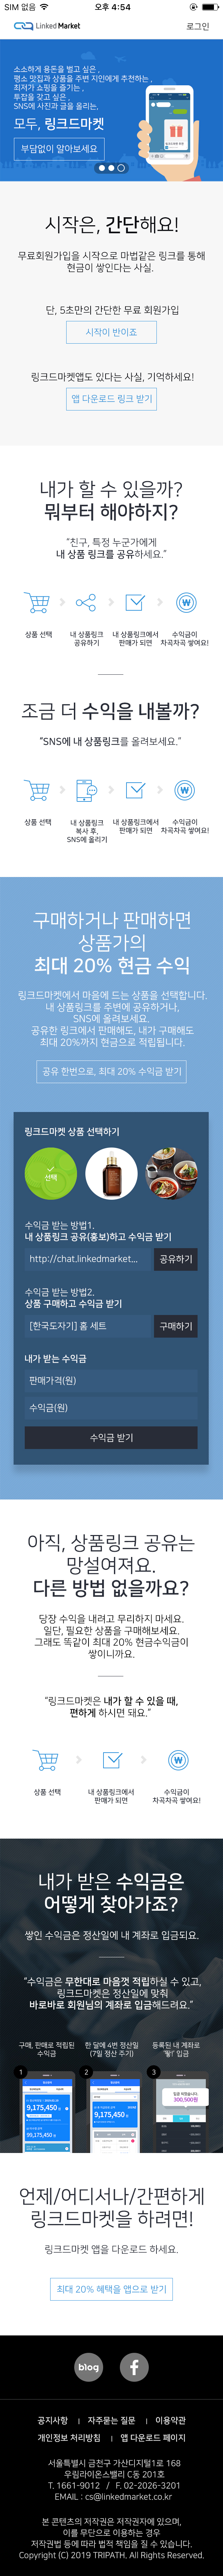 SIM 없음 오후 4:54
Linked Market 로그인
소소하게 용돈을 벌고 싶은,
평소 맛집과 상품을 주변 지인에게 추천하는,
최저가 쇼핑을 즐기는,
투잡을 갖고 싶은,
SNS에 사진과 글을 올리는,
모두, 링크드마켓
부담없이 알아보세요
시작은, 간단해요!
무료회원가입을 시작으로 마법같은 링크를 통해
현금이 쌓인다는 사실.
단, 5초만의 간단한 무료 회원가입
시작이 반이죠
링크드마켓앱도 있다는 사실, 기억하세요!
앱 다운로드 링크 받기
내가 할 수 있을까?
뭐부터 해야하지?
“친구, 특정 누군가에게
내 상품 링크를 공유하세요.”
상품 선택
내 상품링크
공유하기
내 상품링크에서
판매가 되면
수익금이
차곡차곡 쌓여요!
조금 더 수익을 내볼까?
“SNS에 내 상품링크를 올려보세요.”
상품 선택
내 상품링크
복사 후,
SNS에 올리기
내 상품링크에서
판매가 되면
수익금이
차곡차곡 쌓여요!
구매하거나 판매하면
상품가의
최대 20% 현금 수익
링크드마켓에서 마음에 드는 상품을 선택합니다.
내 상품링크를 주변에 공유하거나,
SNS에 올려보세요.
공유한 링크에서 판매해도, 내가 구매해도
최대 20%까지 현금으로 적립됩니다.
공유 한번으로, 최대 20% 수익금 받기
링크드마켓 상품 선택하기
선택
수익금 받는 방법1.
내 상품링크 공유(홍보)하고 수익금 받기
http://chat.linkedmarket... 공유하기
수익금 받는 방법2.
상품 구매하고 수익금 받기
[한국도자기] 홈 세트 구매하기
내가 받는 수익금
판매가격(원)
수익금(원)
수익금 받기
아직, 상품링크 공유는
망설여져요.
다른 방법 없을까요?
당장 수익을 내려고 무리하지 마세요.
일단, 필요한 상품을 구매해보세요.
그래도 똑같이 최대 20% 현금수익금이
쌓이니까요.
“링크드마켓은 내가 할 수 있을 때,
편하게 하시면 돼요.”
상품 선택
내 상품링크에서
판매가 되면
수익금이
차곡차곡 쌓여요!
내가 받은 수익금은
어떻게 찾아가죠?
쌓인 수익금은 정산일에 내 계좌로 입금되요.
“수익금은 무한대로 마음껏 적립하실 수 있고,
링크드마켓은 정산일에 맞춰
바로바로 회원님의 계좌로 입금해드려요.”
구매, 판매로 적립된
수익금
한 달에 4번 정산일
(7일 정산 주기)
등록된 내 계좌로
“띵!” 입금
1
2
3
9,175,450
99,175,450
9,175,450
300,500원
언제/어디서나/간편하게
링크드마켓을 하려면!
링크드마켓 앱을 다운로드 하세요.
최대 20% 혜택을 앱으로 받기
blog f
공지사항 | 자주묻는 질문 | 이용약관
개인정보 처리방침 | 앱 다운로드 페이지
서울특별시 금천구 가산디지털1로 168
우림라이온스밸리 C동 201호
T. 1661-9012 / F. 02-2026-3201
EMAIL : cs@linkedmarket.co.kr
본 콘텐츠의 저작권은 저작권자에 있으며,
이를 무단으로 이용하는 경우
저작권법 등에 따라 법적 책임을 질 수 있습니다.
Copyright (C) 2019 TRIPATH. All Rights Reserved.